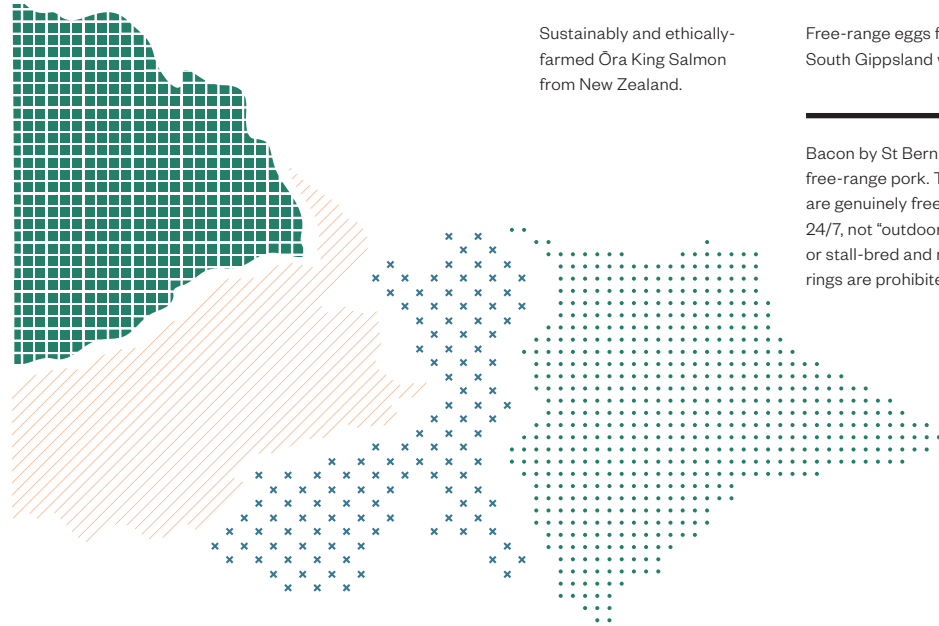 Sustainably and ethically-
farmed Ōra King Salmon
from New Zealand.
Free-range eggs
South Gippsland
Bacon by St
free-range pork.
are genuinely
24/7, not “outdoor
or stall-bred and
rings are